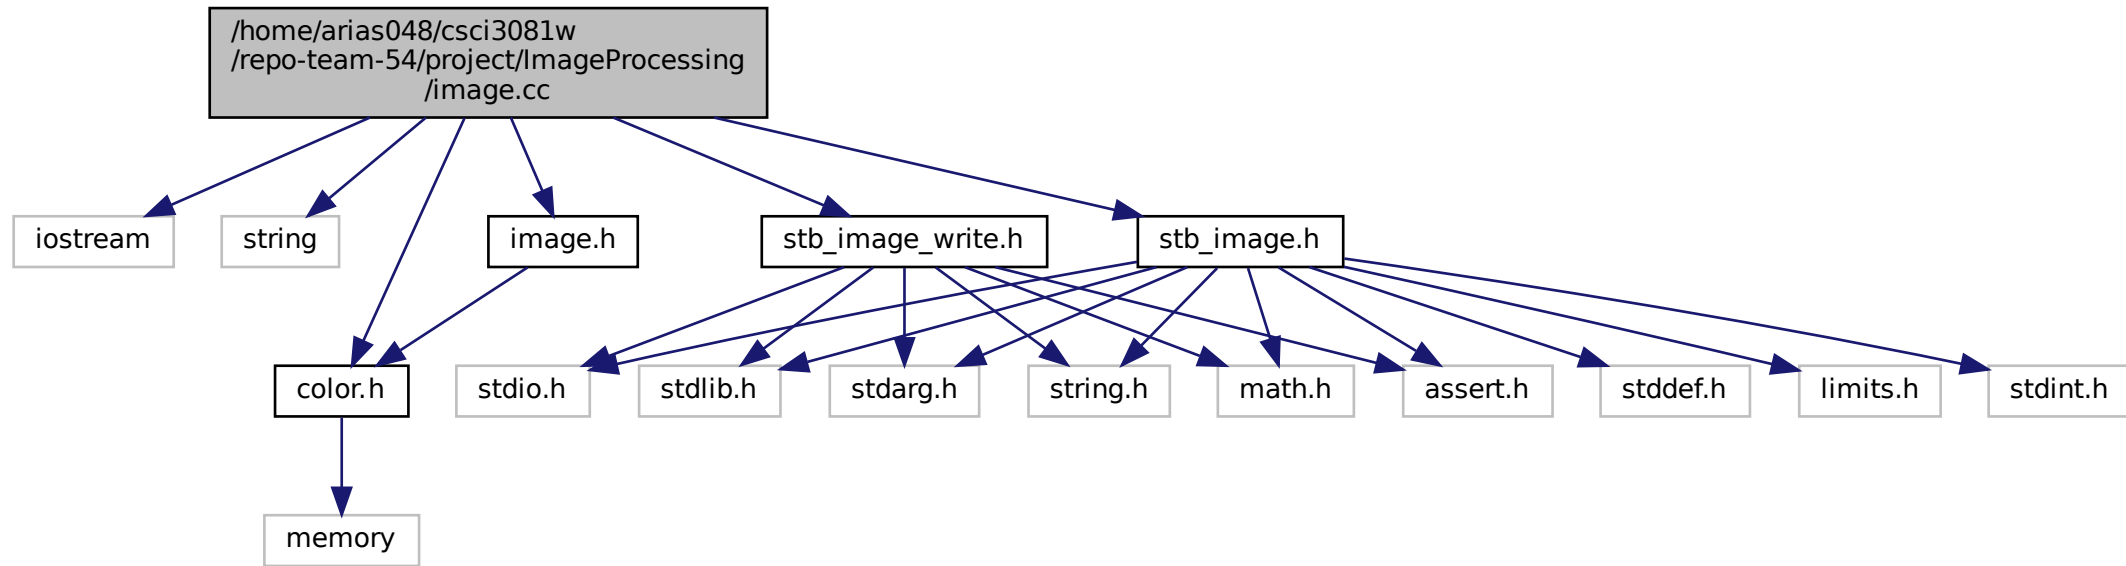 /home/arias048/csci3081w
/repo-team-54/project/ImageProcessing
/image.cc
iostream
string
image.h
stb_image_write.h
stb_image.h
color.h
stdio.h
stdlib.h
stdarg.h
string.h
math.h
assert.h
stddef.h
limits.h
stdint.h
memory